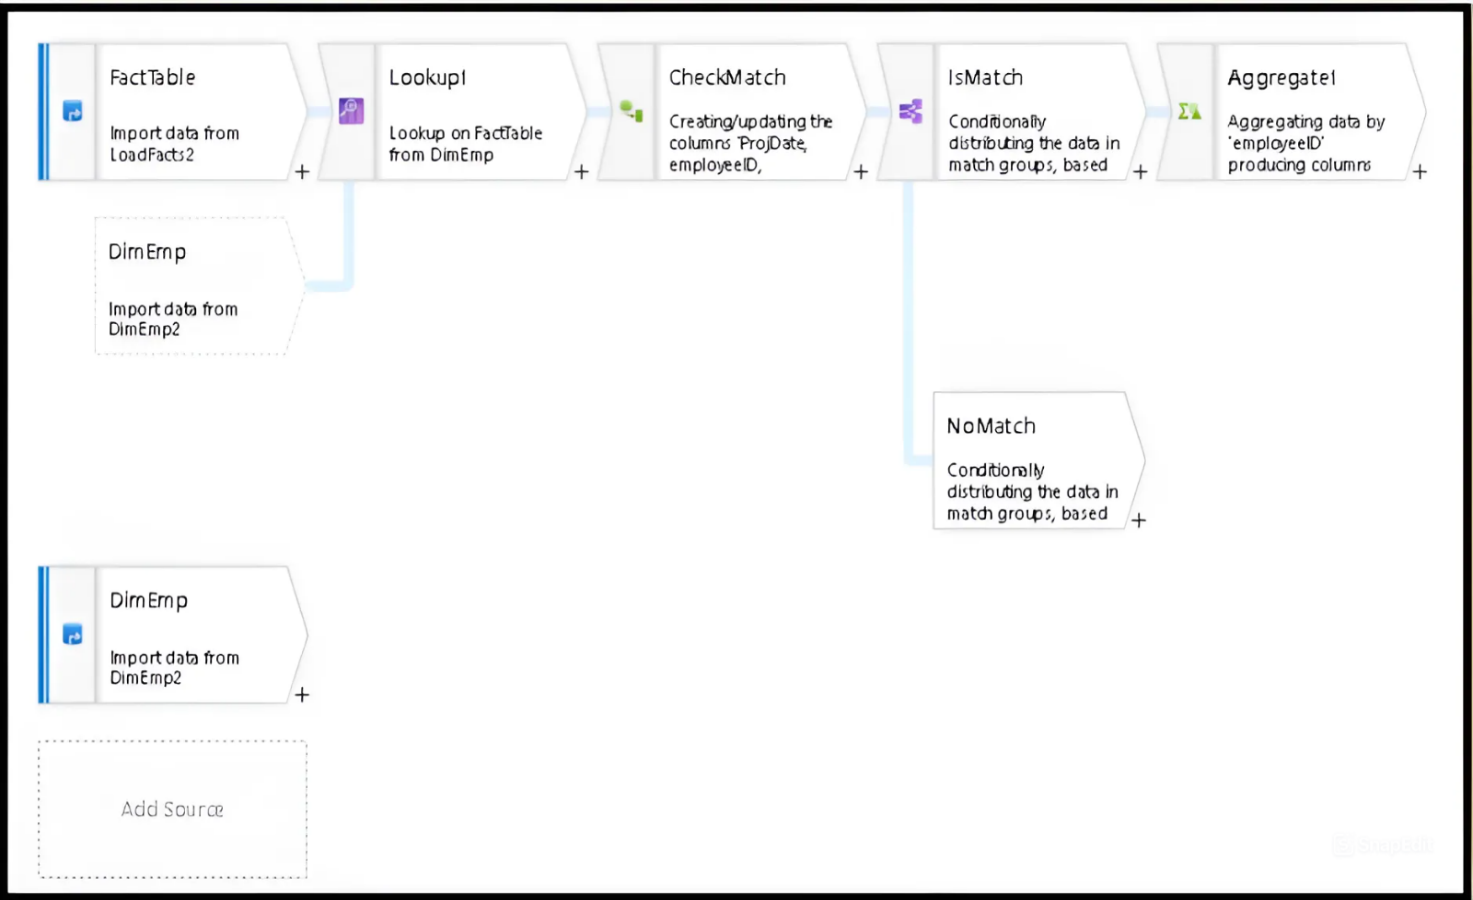 FactTable
Import data from
LoadFacts2
+
Lookup1
Lookup on FactTable
from DimEmp
+
CheckMatch
Creating/updating the
columns 'ProjDate,
employeeID,
+
IsMatch
Conditionally
distributing the data in
match groups, based
+
Aggregate1
Aggregating data by
'employeeID'
producing columns
+
DimEmp
Import data from
DimEmp2
NoMatch
Conditionally
distributing the data in
match groups, based
+
DimEmp
Import data from
DimEmp2
+
Add Source